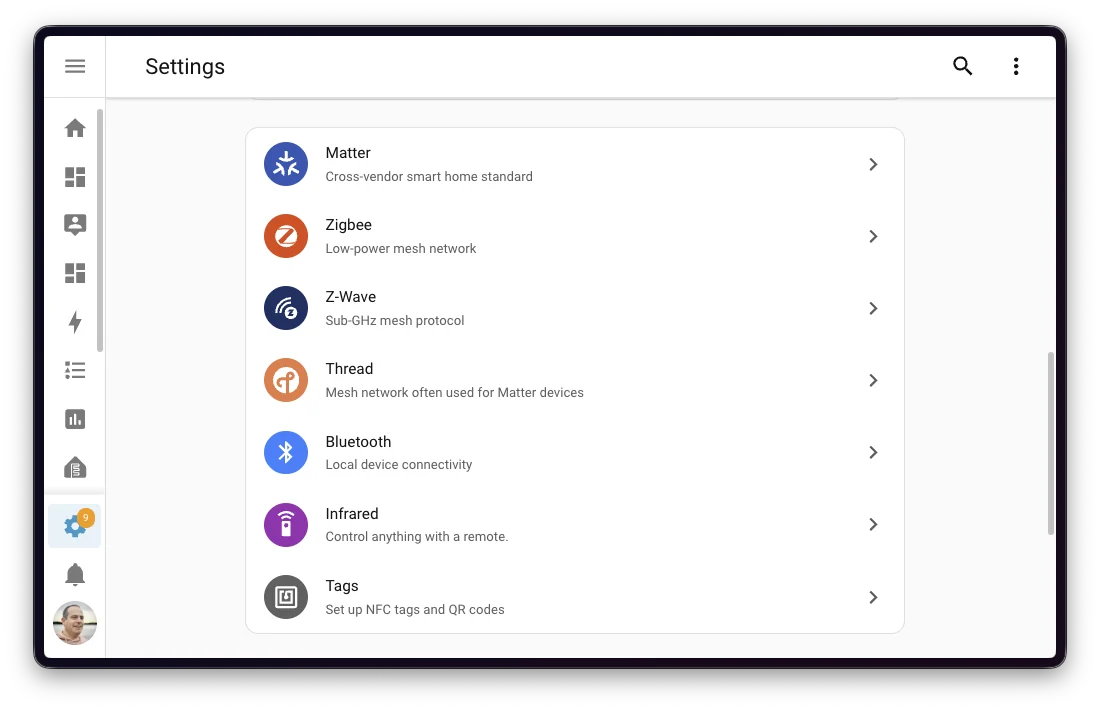 Settings
Matter
Cross-vendor smart home standard
Zigbee
Low-power mesh network
Z-Wave
Sub-GHz mesh protocol
Thread
Mesh network often used for Matter devices
Bluetooth
Local device connectivity
9
Infrared
Control anything with a remote.
Tags
Set up NFC tags and QR codes